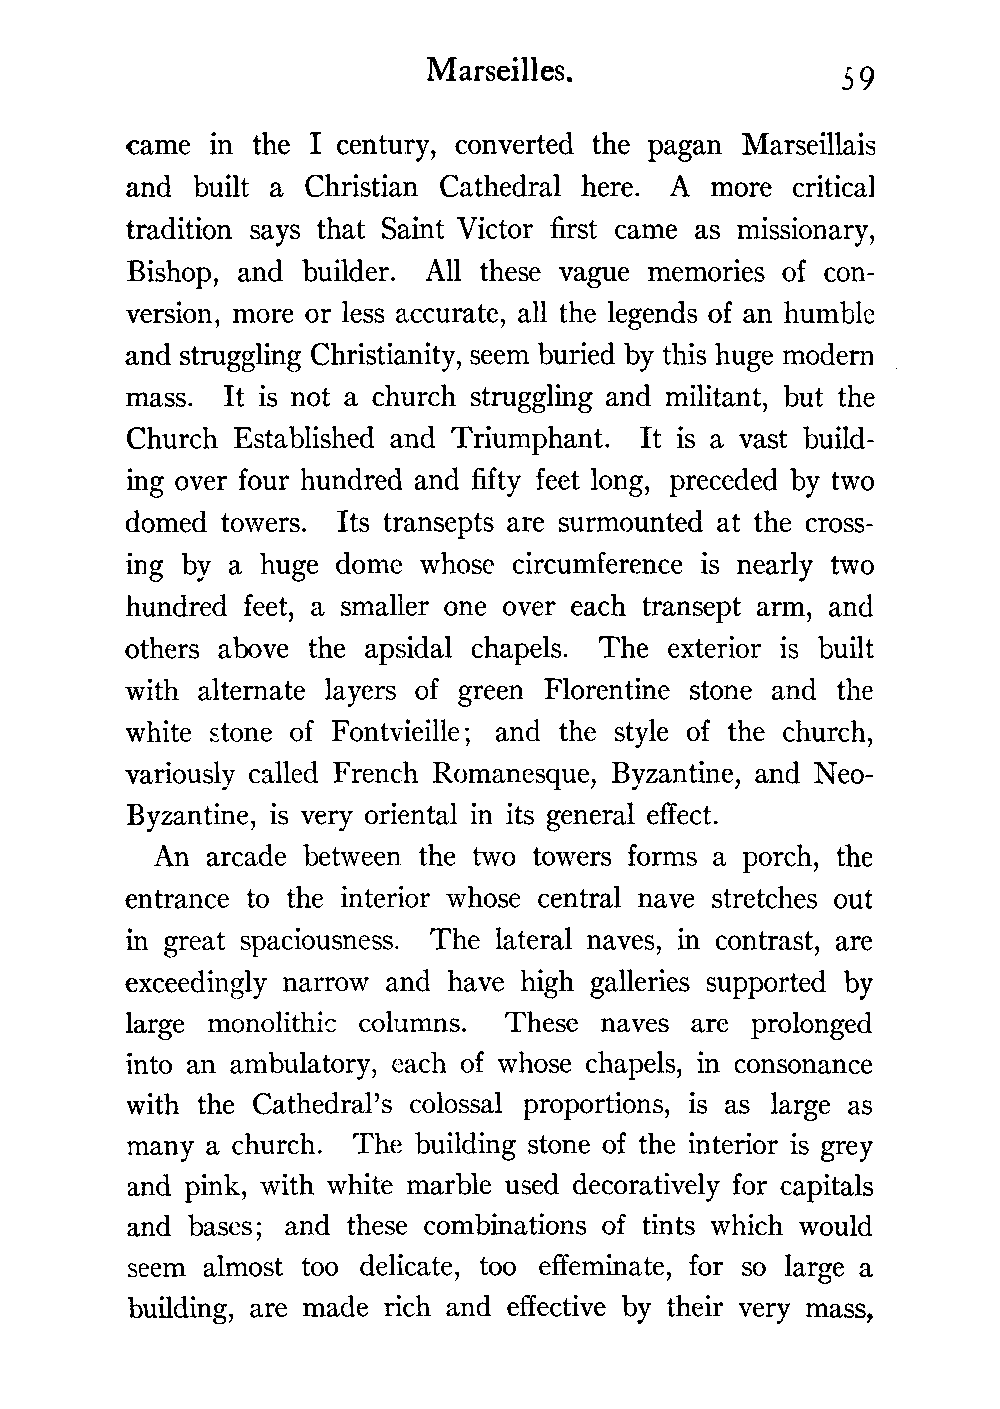 Marseilles. 59
came in the I century, converted the pagan Marseillais
and built a Christian Cathedral here. A more critical
tradition says that Saint Victor first came as missionary,
Bishop, and builder. All these vague memories of con-
version, more or less accurate, all the legends of an humble
and struggling Christianity, seem buried by this huge modern
mass. It is not a church struggling and militant, but the
Church Established and Triumphant. It is a vast build-
ing over four hundred and fifty feet long, preceded by two
domed towers. Its transepts are surmounted at the cross-
ing by a huge dome whose circumference is nearly two
hundred feet, a smaller one over each transept arm, and
others above the apsidal chapels. The exterior is built
with alternate layers of green Florentine stone and the
white stone of Fontvieille; and the style of the church,
variously called French Romanesque, Byzantine, and Neo-
Byzantine, is very oriental in its general effect.
An arcade between the two towers forms a porch, the
entrance to the interior whose central nave stretches out
in great spaciousness. The lateral naves, in contrast, are
exceedingly narrow and have high galleries supported by
large monolithic columns. These naves are prolonged
into an ambulatory, each of whose chapels, in consonance
with the Cathedral's colossal proportions, is as large as
many a church. The building stone of the interior is grey
and pink, with white marble used decoratively for capitals
and bases; and these combinations of tints which would
seem almost too delicate, too effeminate, for so large a
building, are made rich and effective by their very mass,